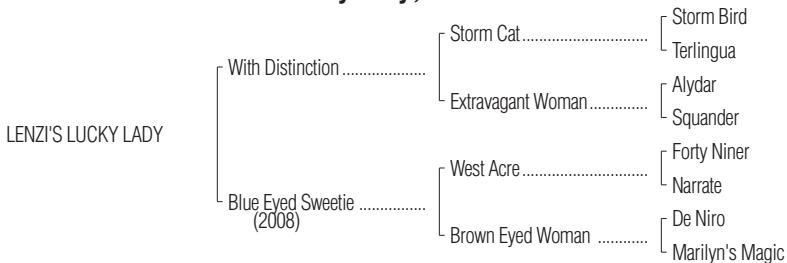 Storm Bird
Storm Cat..............................
Terlingua
With Distinction ....................
Alydar
Extravagant Woman..............
Squander
LENZI'S LUCKY LADY
Forty Niner
West Acre..............................
Narrate
Blue Eyed Sweetie ................
(2008)
De Niro
Brown Eyed Woman ............
Marilyn's Magic